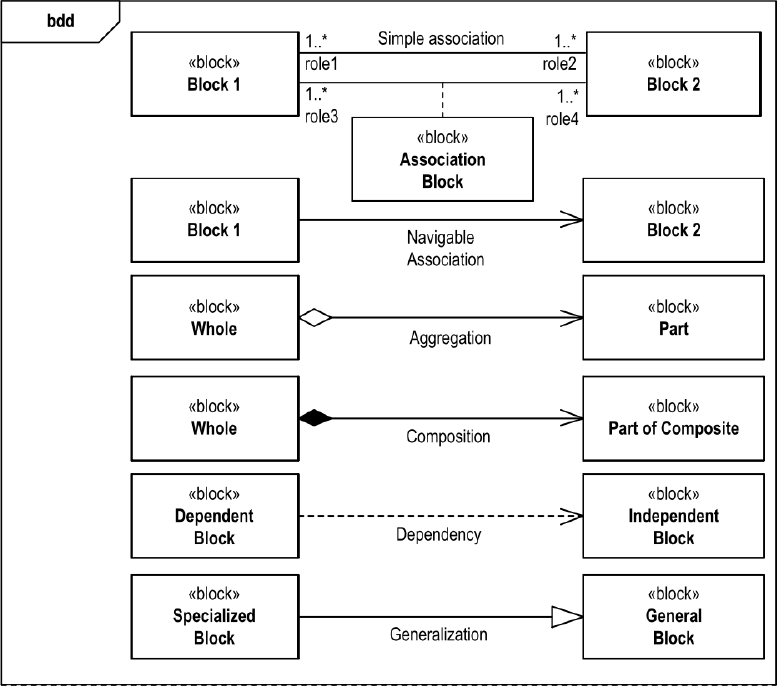 bdd
«block»
Block 1
1..*
role1
Simple association
1..*
role2
«block»
Block 2
1..*
role3
1..*
role4
«block»
Association
Block
«block»
Block 1
Navigable
Association
«block»
Block 2
«block»
Whole
Aggregation
«block»
Part
«block»
Whole
Composition
«block»
Part of Composite
«block»
Dependent
Block
Dependency
«block»
Independent
Block
«block»
Specialized
Block
Generalization
«block»
General
Block